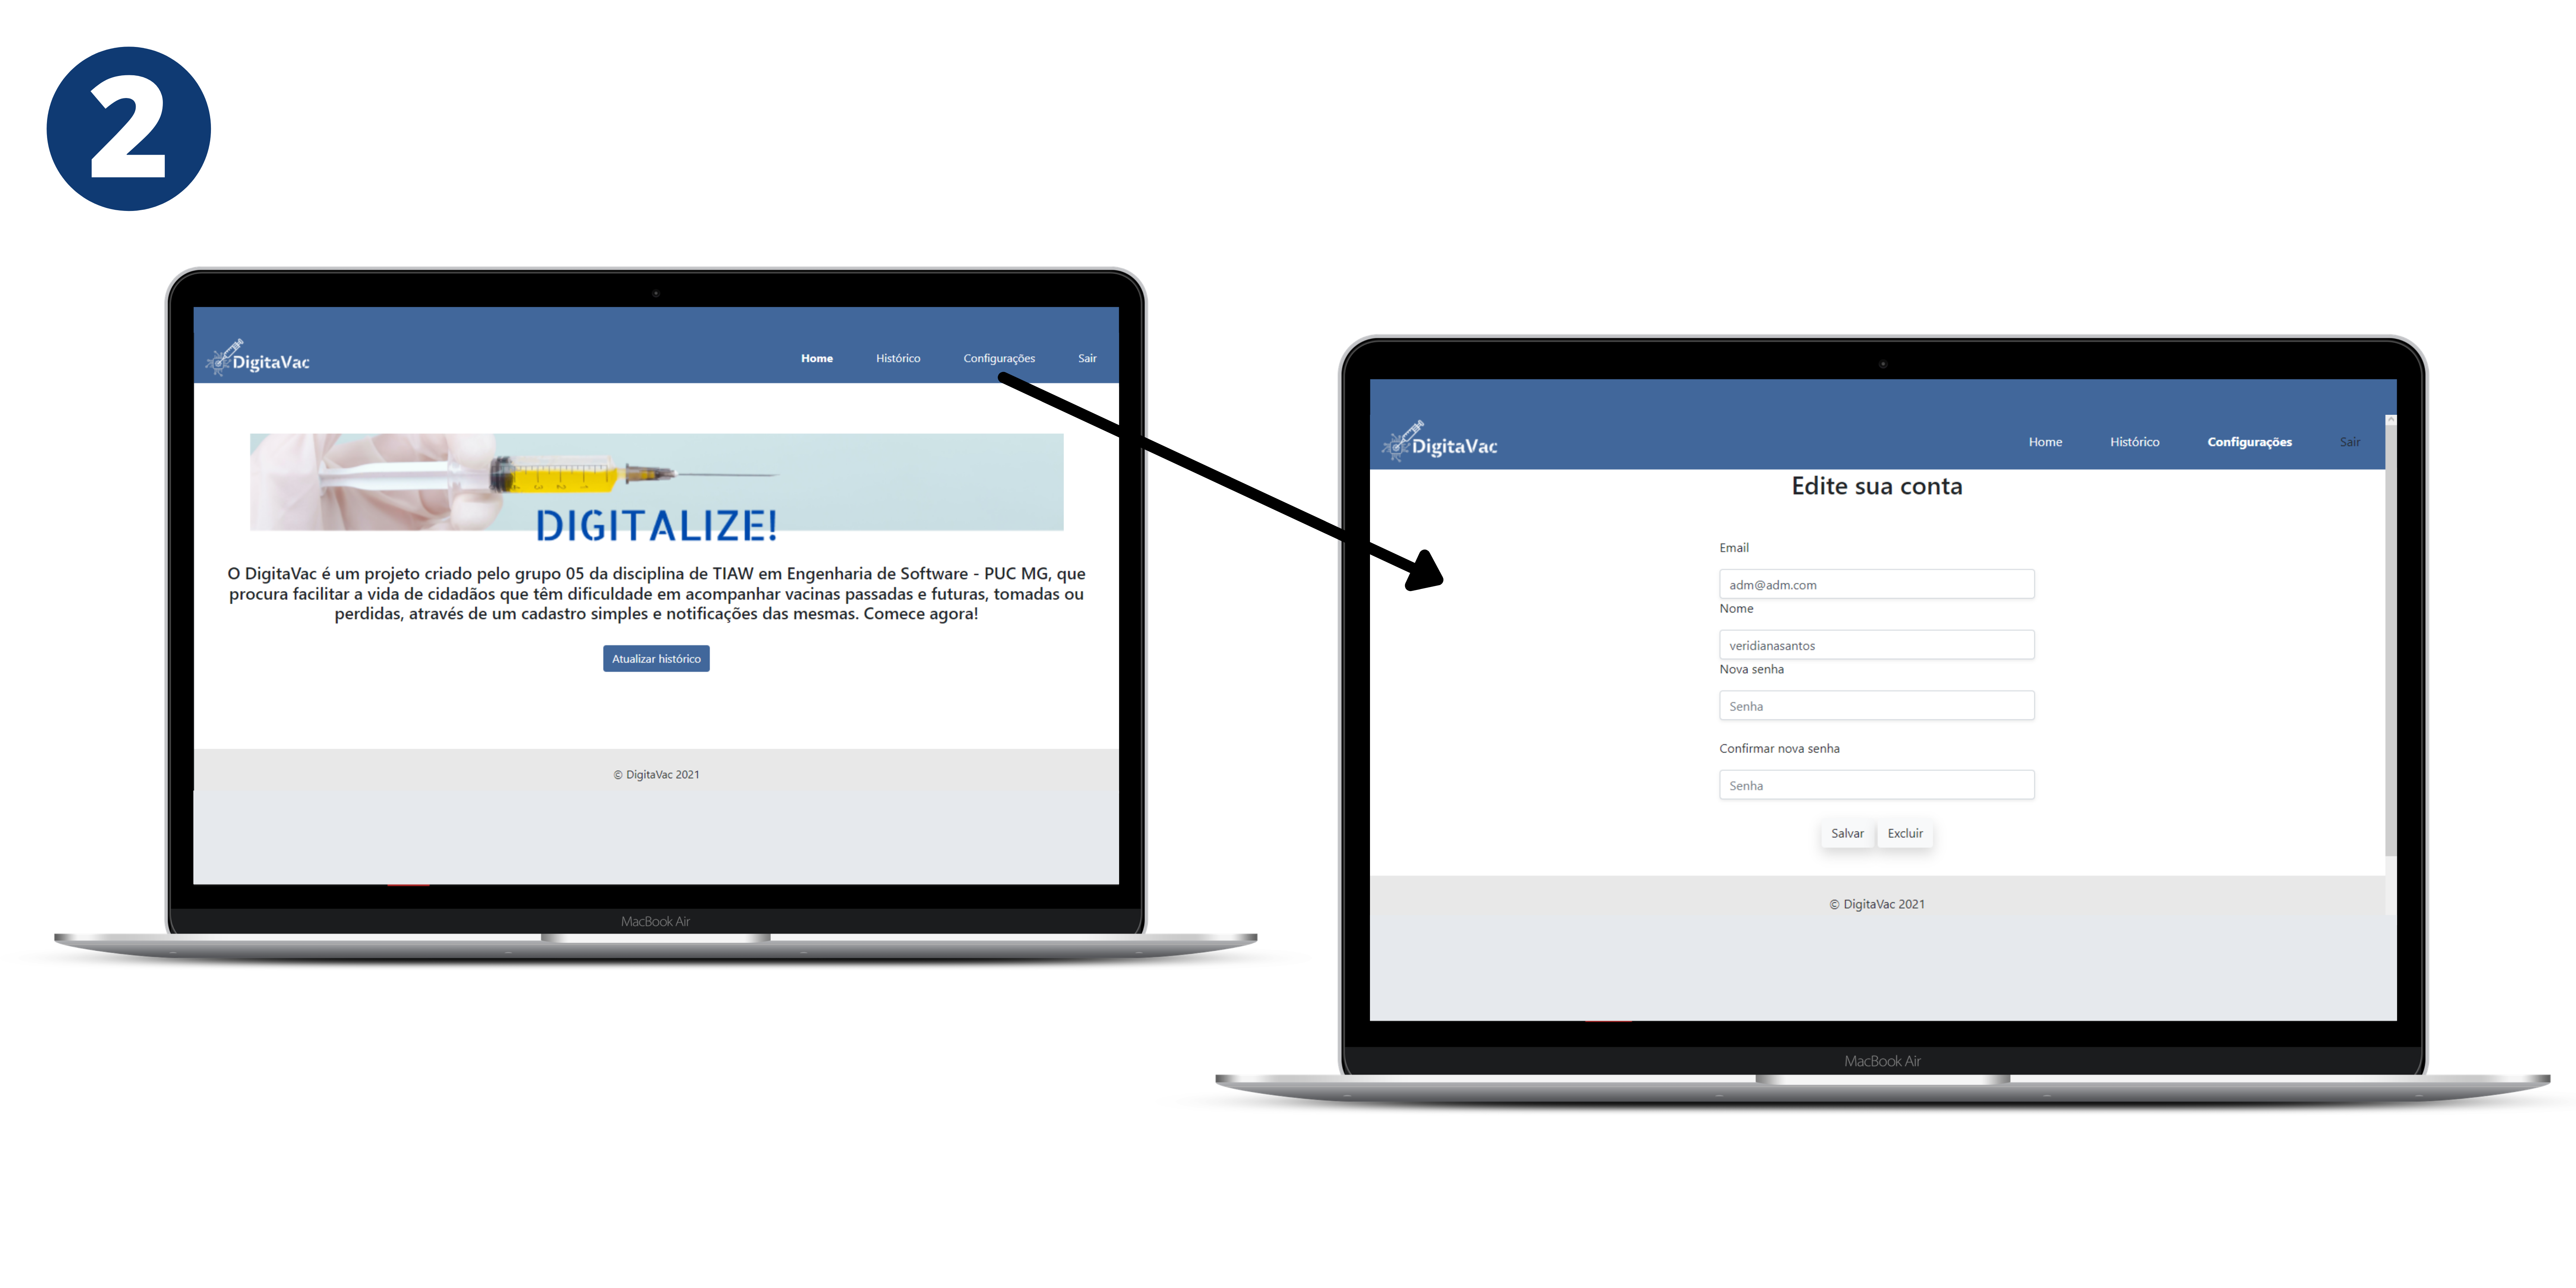 2
DigitaVac
Home Histórico Configurações Sair
DIGITALIZE!
O DigitaVac é um projeto criado pelo grupo 05 da disciplina de TIAW em Engenharia de Software - PUC MG, que
procura facilitar a vida de cidadãos que têm dificuldade em acompanhar vacinas passadas e futuras, tomadas ou
perdidas, através de um cadastro simples e notificações das mesmas. Comece agora!
Atualizar histórico
© DigitaVac 2021
MacBook Air
DigitaVac
Home Histórico Configurações Sair
Edite sua conta
Email
adm@adm.com
Nome
veridianasantos
Nova senha
Senha
Confirmar nova senha
Senha
Salvar Excluir
© DigitaVac 2021
MacBook Air